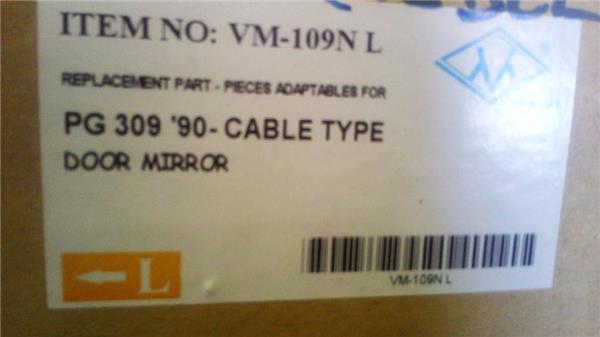 ITEM NO: VM-109N L
REPLACEMENT PART - PIECES ADAPTABLES FOR
PG 309 '90- CABLE TYPE
DOOR MIRROR
L
VM-109N L